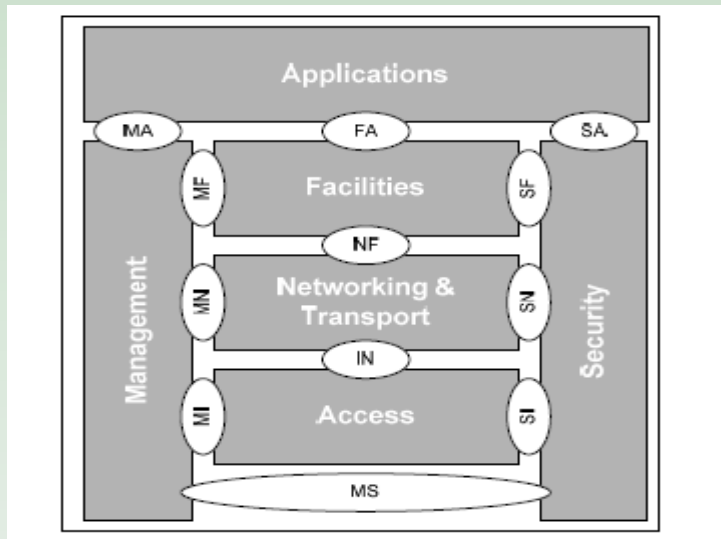 Applications
MA
FA
SA
MF
Facilities
SF
NF
Management
MN
Networking &
Transport
SN
Security
IN
MI
Access
SI
MS